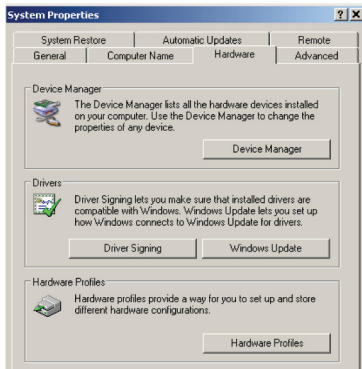 System Properties
System Restore Automatic Updates Remote
General Computer Name Hardware Advanced
Device Manager
The Device Manager lists all the hardware devices installed
on your computer. Use the Device Manager to change the
properties of any device.
Device Manager
Drivers
Driver Signing lets you make sure that installed drivers are
compatible with Windows. Windows Update lets you set up
how Windows connects to Windows Update for drivers.
Driver Signing Windows Update
Hardware Profiles
Hardware profiles provide a way for you to set up and store
different hardware configurations.
Hardware Profiles